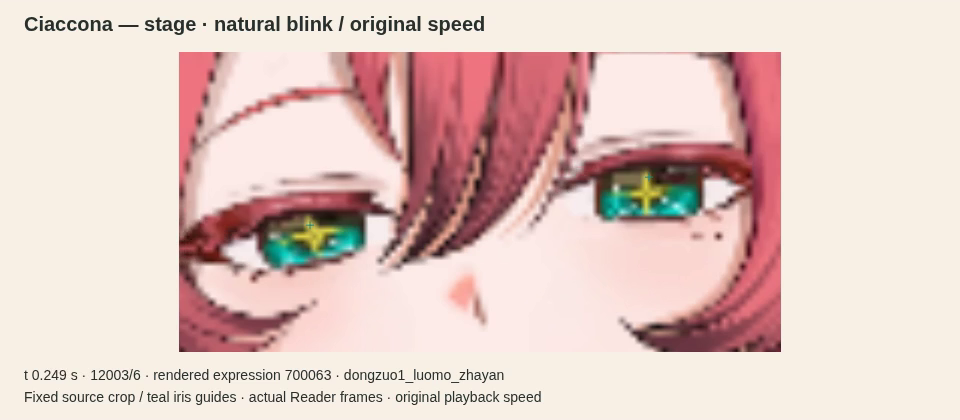 Ciaccona — stage · natural blink / original speed
t 0.249 s · 12003/6 · rendered expression 700063 · dongzuo1_luomo_zhayan
Fixed source crop / teal iris guides · actual Reader frames · original playback speed